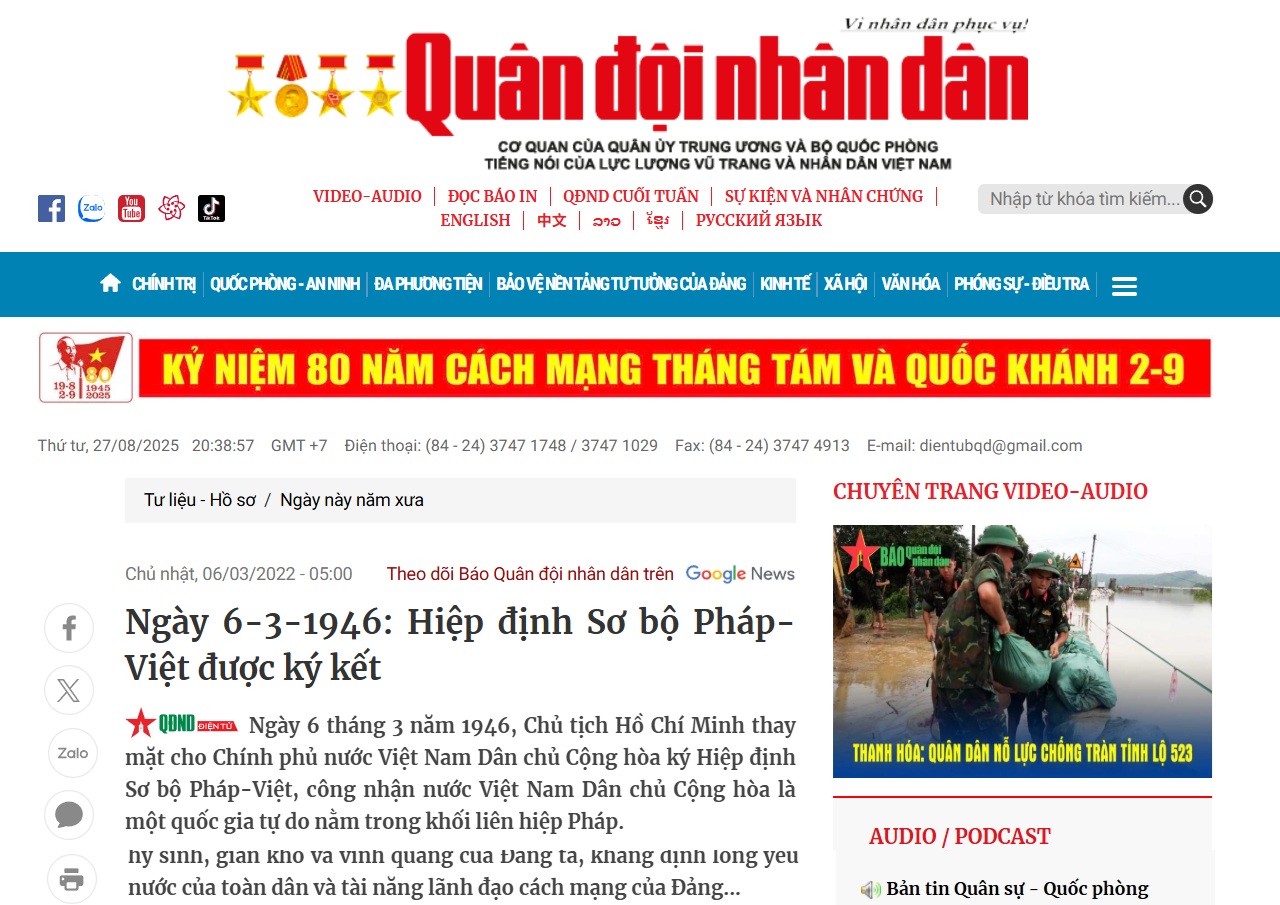 Vì nhân dân phục vụ!
Quân đội nhân dân
CƠ QUAN CỦA QUÂN ỦY TRUNG ƯƠNG VÀ BỘ QUỐC PHÒNG
TIẾNG NÓI CỦA LỰC LƯỢNG VŨ TRANG VÀ NHÂN DÂN VIỆT NAM
Zalo
You
Tube
TikTok
VIDEO-AUDIO | ĐỌC BÁO IN | QĐND CUỐI TUẦN | SỰ KIỆN VÀ NHÂN CHỨNG |
ENGLISH | 中文 | ລາວ | ខ្មែរ | РУССКИЙ ЯЗЫК
Nhập từ khóa tìm kiếm...
CHÍNH TRỊ | QUỐC PHÒNG - AN NINH | ĐA PHƯƠNG TIỆN | BẢO VỆ NỀN TẢNG TƯ TƯỞNG CỦA ĐẢNG | KINH TẾ | XÃ HỘI | VĂN HÓA | PHÓNG SỰ - ĐIỀU TRA |
80
19-8 1945
2-9 2025
KỶ NIỆM 80 NĂM CÁCH MẠNG THÁNG TÁM VÀ QUỐC KHÁNH 2-9
Thứ tư, 27/08/2025 20:38:57 GMT +7 Điện thoại: (84 - 24) 3747 1748 / 3747 1029 Fax: (84 - 24) 3747 4913 E-mail: dientubqd@gmail.com
Tư liệu - Hồ sơ / Ngày này năm xưa
Chủ nhật, 06/03/2022 - 05:00 Theo dõi Báo Quân đội nhân dân trên Google News
Ngày 6-3-1946: Hiệp định Sơ bộ Pháp-
Việt được ký kết
QĐND ĐIỆN TỬ Ngày 6 tháng 3 năm 1946, Chủ tịch Hồ Chí Minh thay
mặt cho Chính phủ nước Việt Nam Dân chủ Cộng hòa ký Hiệp định
Sơ bộ Pháp-Việt, công nhận nước Việt Nam Dân chủ Cộng hòa là
một quốc gia tự do nằm trong khối liên hiệp Pháp.
hy sinh, gian khổ và vinh quang của Đảng ta, khẳng định lòng yêu
nước của toàn dân và tài năng lãnh đạo cách mạng của Đảng...
Zalo
CHUYÊN TRANG VIDEO-AUDIO
BÁO quân đội
nhân dân
THANH HÓA: QUÂN DÂN NỖ LỰC CHỐNG TRÀN TỈNH LỘ 523
AUDIO / PODCAST
Bản tin Quân sự - Quốc phòng